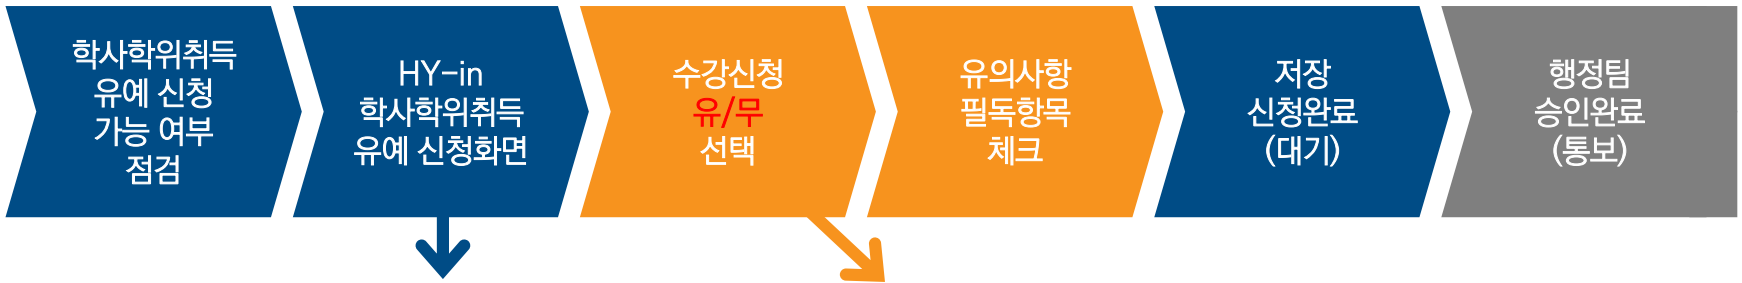 학사학위취득
유예 신청
가능 여부
점검
HY-in
학사학위취득
유예 신청화면
수강신청
유/무
선택
유의사항
필독항목
체크
저장
신청완료
(대기)
행정팀
승인완료
(통보)